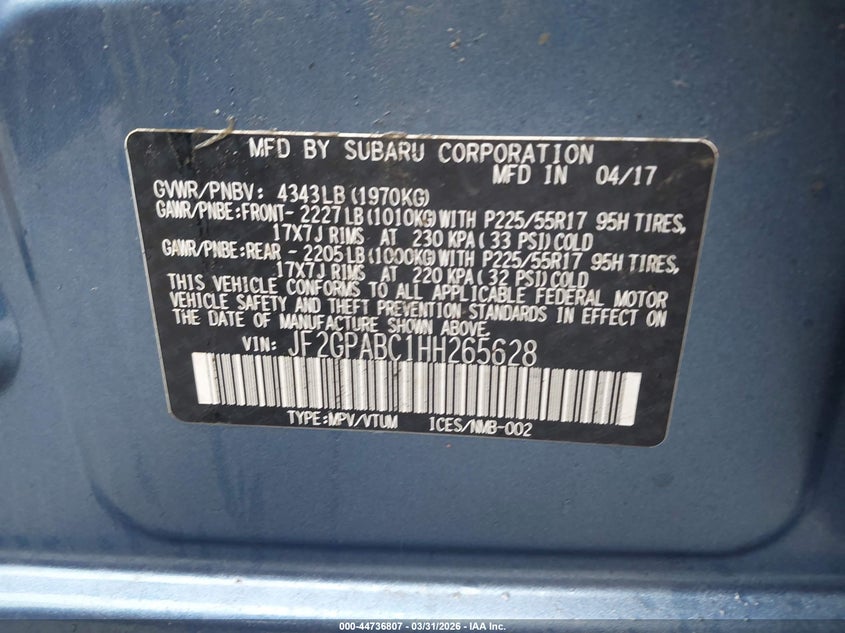 MFD BY SUBARU CORPORATION
MFD IN 04/17
GVWR/PNBV: 4343LB (1970KG)
GAWR/PNBE:FRONT- 2227LB (1010KG) WITH P225/55R17 95H TIRES,
17X7J RIMS AT 230 KPA( 33 PSI) COLD
GAWR/PNBE:REAR - 2205LB (1000KG) WITH P225/55R17 95H TIRES,
17X7J RIMS AT 220 KPA( 32 PSI) COLD
THIS VEHICLE CONFORMS TO ALL APPLICABLE FEDERAL MOTOR
VEHICLE SAFETY AND THEFT PREVENTION STANDARDS IN EFFECT ON
THE DATE OF MANUFACTURE SHOWN ABOVE.
VIN: JF2GPABC1HH265628
TYPE:MPV/VTUM 1CES/NMB-002
000-44736807 - 03/31/2026 - IAA Inc.